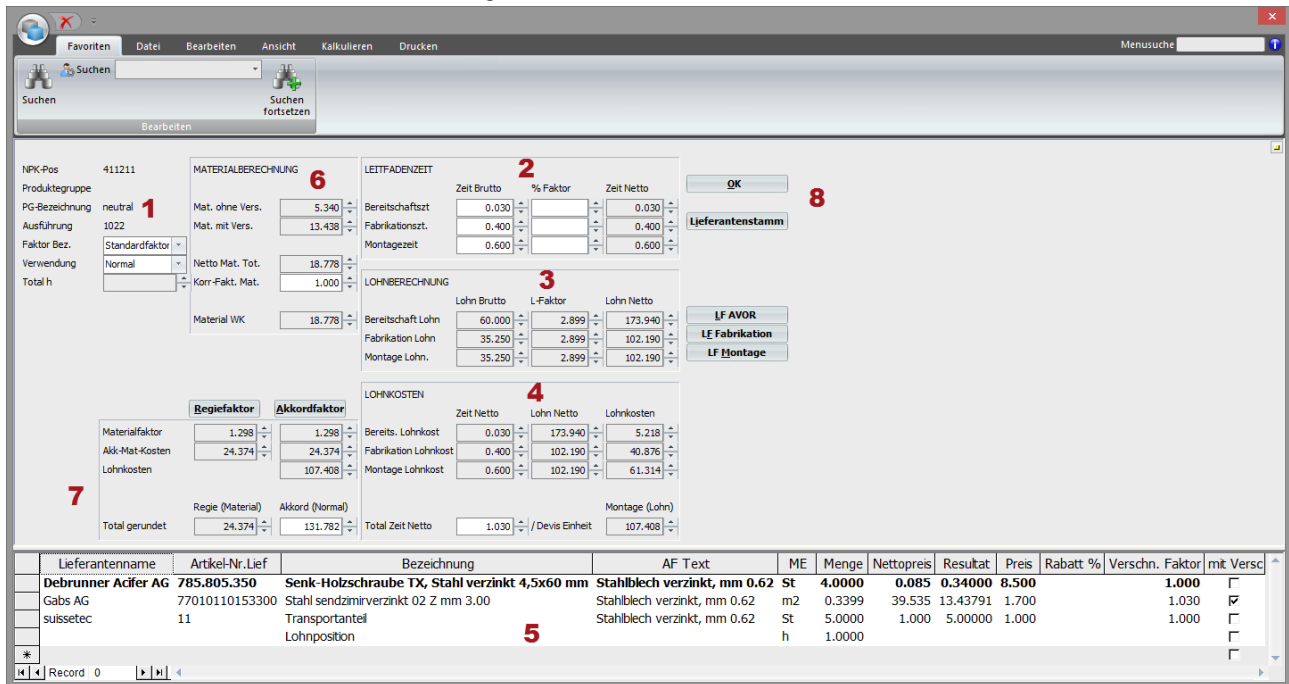 Favoriten Datei Bearbeiten Ansicht Kalkulieren Drucken Menusuche
Suchen
Suchen
Suchen fortsetzen
Bearbeiten
NPK-Pos 411211
Produktegruppe
PG-Bezeichnung neutral 1
Ausführung 1022
Faktor Bez. Standardfaktor
Verwendung Normal
Total h
MATERIALBERECHNUNG
6
Mat. ohne Vers. 5.340
Mat. mit Vers. 13.438
Netto Mat. Tot. 18.778
Korr-Fakt. Mat. 1.000
Material WK 18.778
LEITFADENZEIT 2
Zeit Brutto % Faktor Zeit Netto
Bereitschaftszt 0.030 0.030
Fabrikationszt. 0.400 0.400
Montagezeit 0.600 0.600
LOHNBERECHNUNG 3
Lohn Brutto L-Faktor Lohn Netto
Bereitschaft Lohn 60.000 2.899 173.940
Fabrikation Lohn 35.250 2.899 102.190
Montage Lohn. 35.250 2.899 102.190
OK
8
Lieferantenstamm
LF AVOR
LF Fabrikation
LF Montage
Regiefaktor Akkordfaktor
Materialfaktor 1.298 1.298
Akk-Mat-Kosten 24.374 24.374
Lohnkosten 107.408
7
Regie (Material) Akkord (Normal)
Total gerundet 24.374 131.782
LOHNKOSTEN 4
Zeit Netto Lohn Netto Lohnkosten
Bereits. Lohnkost 0.030 173.940 5.218
Fabrikation Lohnkost 0.400 102.190 40.876
Montage Lohnkost 0.600 102.190 61.314
Montage (Lohn)
Total Zeit Netto 1.030 / Devis Einheit 107.408
Lieferantenname Artikel-Nr.Lief Bezeichnung AF Text ME Menge Nettopreis Resultat Preis Rabatt % Verschn. Faktor mit Versc
Debrunner Acifer AG 785.805.350 Senk-Holzschraube TX, Stahl verzinkt 4,5x60 mm Stahlblech verzinkt, mm 0.62 St 4.0000 0.085 0.34000 8.500 1.000
Gabs AG 77010110153300 Stahl sendzimirverzinkt 02 Z mm 3.00 Stahlblech verzinkt, mm 0.62 m2 0.3399 39.535 13.43791 1.700 1.030
suissetec 11 Transportanteil Stahlblech verzinkt, mm 0.62 St 5.0000 1.000 5.00000 1.000 1.000
Lohnposition 5 h 1.0000
*
Record 0